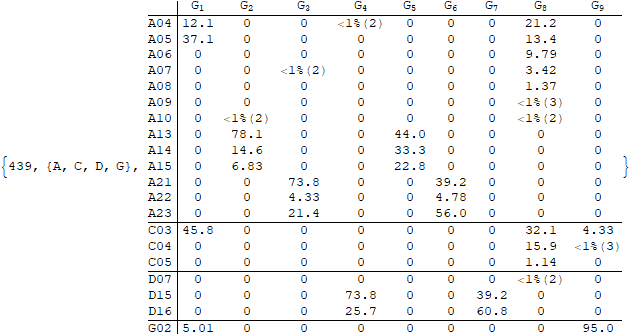 G1 G2 G3 G4 G5 G6 G7 G8 G9
A04 12.1 0 0 <1%(2) 0 0 0 21.2 0
A05 37.1 0 0 0 0 0 0 13.4 0
A06 0 0 0 0 0 0 0 9.79 0
A07 0 0 <1%(2) 0 0 0 0 3.42 0
A08 0 0 0 0 0 0 0 1.37 0
A09 0 0 0 0 0 0 0 <1%(3) 0
A10 0 <1%(2) 0 0 0 0 0 <1%(2) 0
A13 0 78.1 0 0 44.0 0 0 0 0
A14 0 14.6 0 0 33.3 0 0 0 0
{439, {A, C, D, G}, A15 0 6.83 0 0 22.8 0 0 0 0 }
A21 0 0 73.8 0 0 39.2 0 0 0
A22 0 0 4.33 0 0 4.78 0 0 0
A23 0 0 21.4 0 0 56.0 0 0 0
C03 45.8 0 0 0 0 0 0 32.1 4.33
C04 0 0 0 0 0 0 0 15.9 <1%(3)
C05 0 0 0 0 0 0 0 1.14 0
D07 0 0 0 0 0 0 0 <1%(2) 0
D15 0 0 0 73.8 0 0 39.2 0 0
D16 0 0 0 25.7 0 0 60.8 0 0
G02 5.01 0 0 0 0 0 0 0 95.0